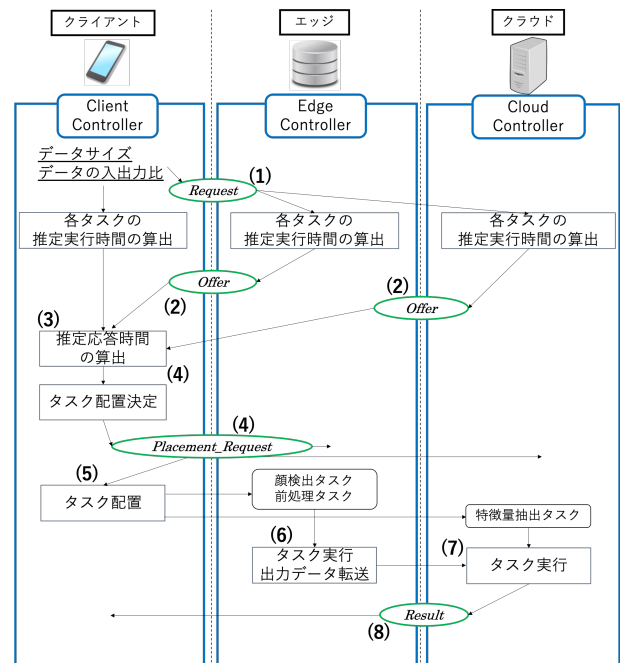 クライアント
エッジ
クラウド
Client
Controller
Edge
Controller
Cloud
Controller
データサイズ
データの入出力比
(1)
Request
各タスクの
推定実行時間の算出
各タスクの
推定実行時間の算出
各タスクの
推定実行時間の算出
Offer
(2)
(2)
Offer
(3)
推定応答時間
の算出
(4)
タスク配置決定
(4)
Placement_Request
(5)
タスク配置
顔検出タスク
前処理タスク
特徴量抽出タスク
(6)
タスク実行
出力データ転送
(7)
タスク実行
Result
(8)